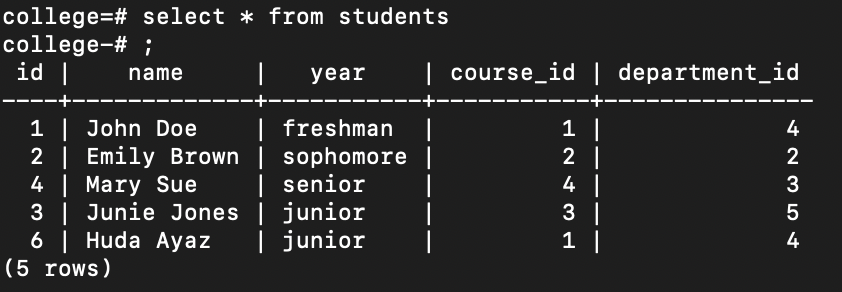 college=# select * from students
college-# ;
 id |    name     |   year    | course_id | department_id
----+-------------+-----------+-----------+---------------
  1 | John Doe    | freshman  |         1 |             4
  2 | Emily Brown | sophomore |         2 |             2
  4 | Mary Sue    | senior    |         4 |             3
  3 | Junie Jones | junior    |         3 |             5
  6 | Huda Ayaz   | junior    |         1 |             4
(5 rows)